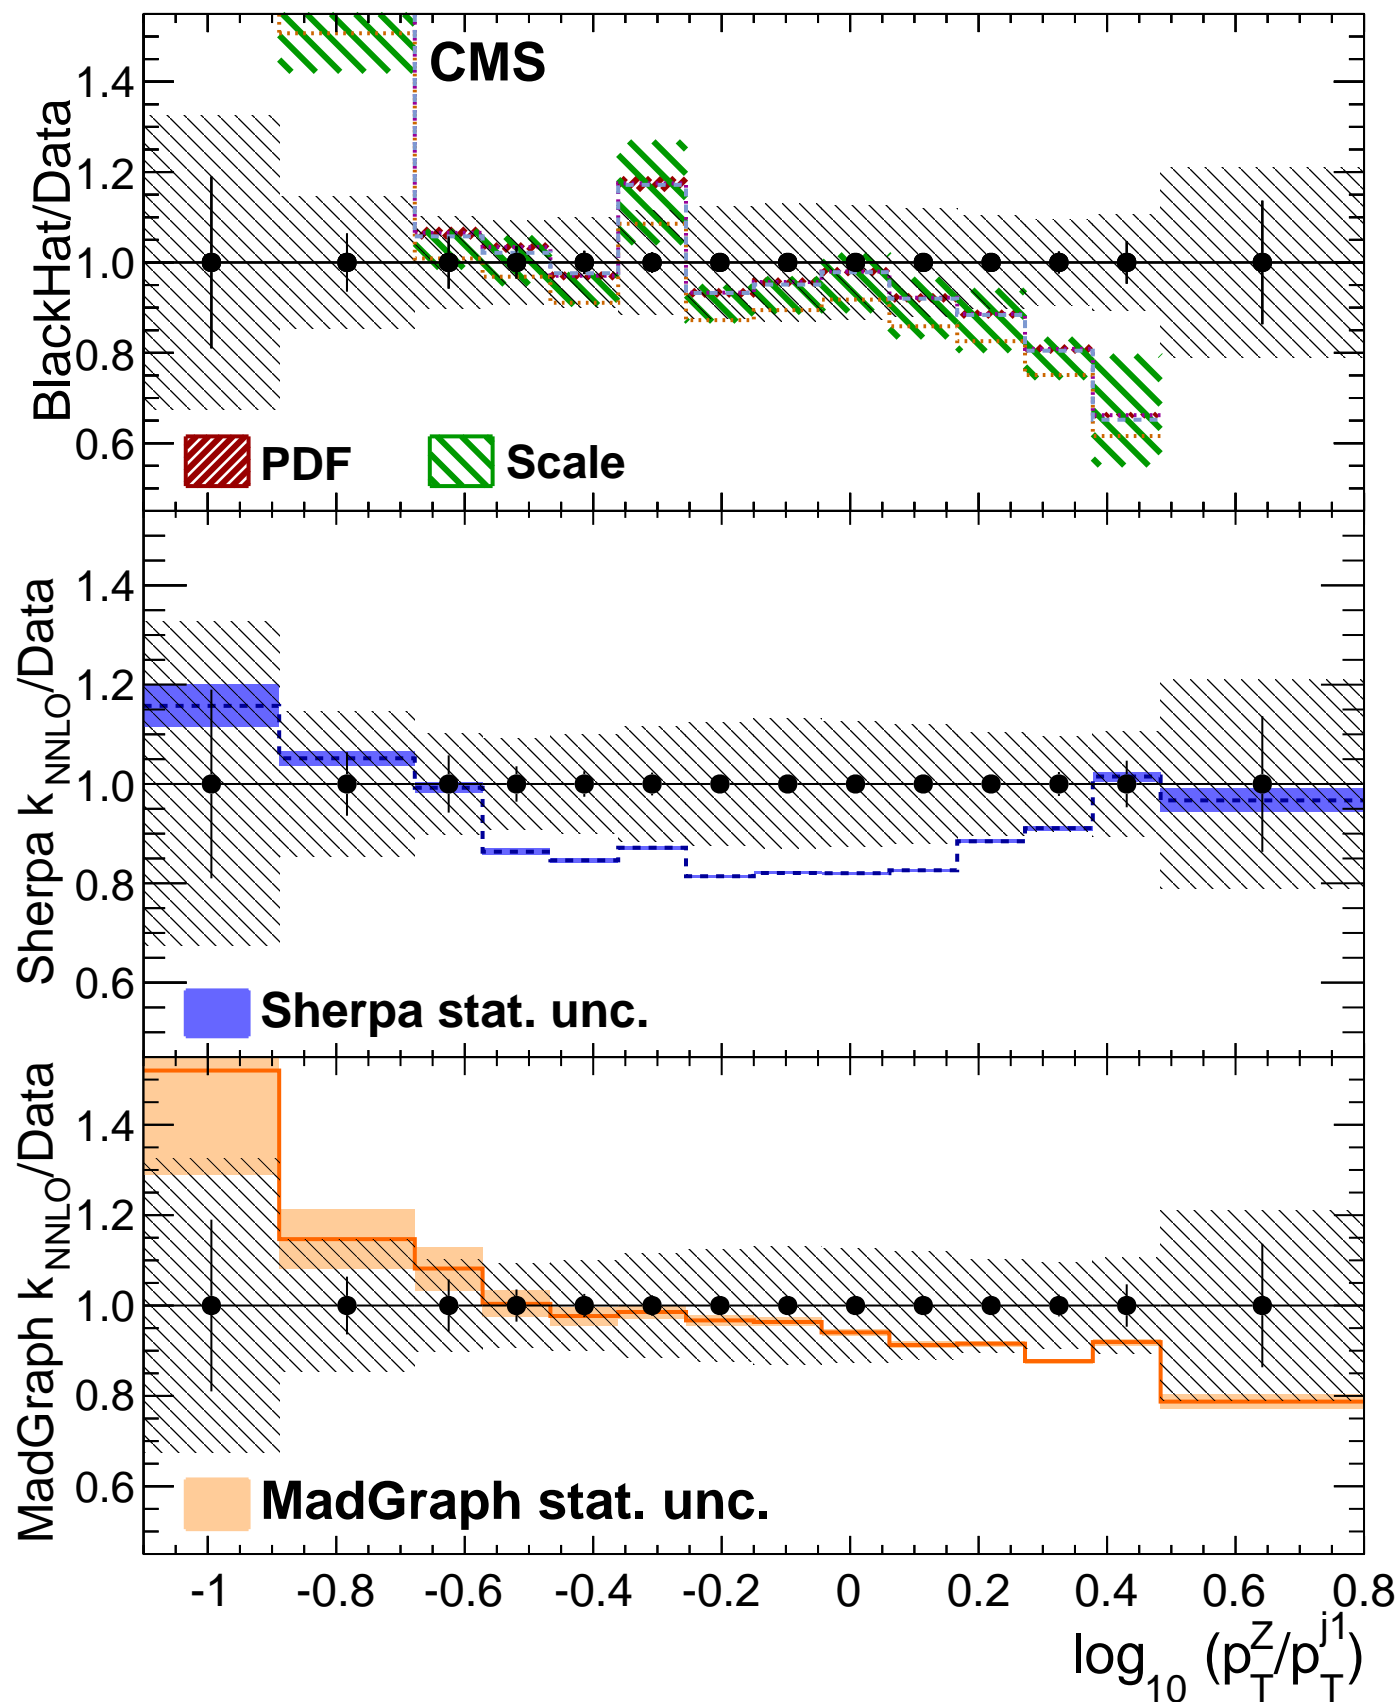 CMS
BlackHat/Data
1.4
1.2
1.0
0.8
0.6
PDF
Scale
Sherpa k_NNLO/Data
1.4
1.2
1.0
0.8
0.6
Sherpa stat. unc.
MadGraph k_NNLO/Data
1.4
1.2
1.0
0.8
0.6
MadGraph stat. unc.
-1 -0.8 -0.6 -0.4 -0.2 0 0.2 0.4 0.6 0.8
log_10 (p_T^Z/p_T^j1)